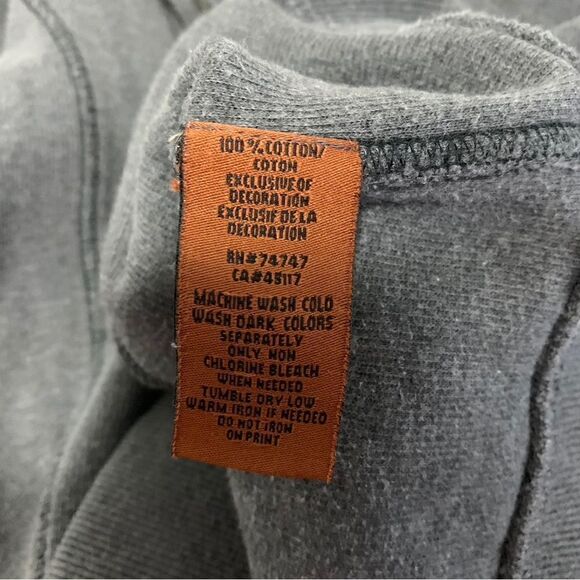 100% COTTON/
COTON
EXCLUSIVE OF
DECORATION
EXCLUSIF DE LA
DECORATION
RN#74747
CA#45117
MACHINE WASH COLD
WASH DARK COLORS
SEPARATELY
ONLY NON
CHLORINE BLEACH
WHEN NEEDED
TUMBLE DRY LOW
WARM IRON IF NEEDED
DO NOT IRON
ON PRINT